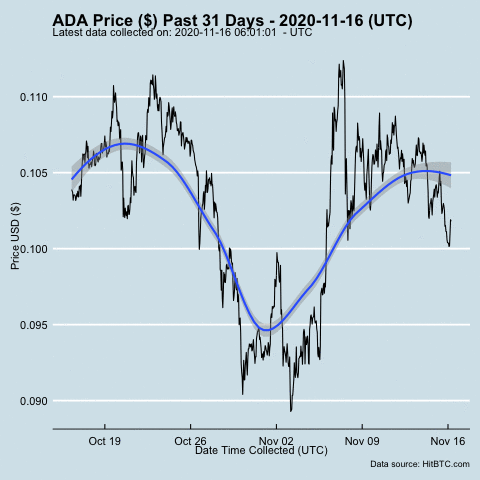 ADA Price ($) Past 31 Days - 2020-11-16 (UTC)
Latest data collected on: 2020-11-16 06:01:01 - UTC
Price USD ($)
0.110
0.105
0.100
0.095
0.090
Oct 19
Oct 26
Nov 02
Nov 09
Nov 16
Date Time Collected (UTC)
Data source: HitBTC.com